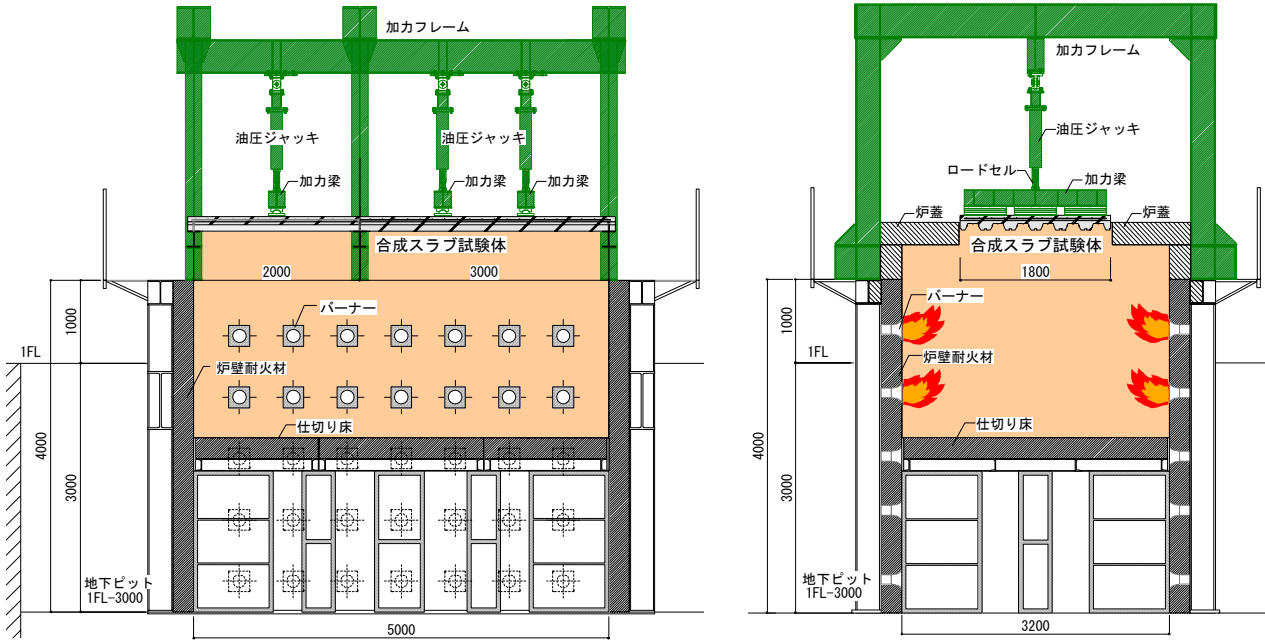 加力フレーム
油圧ジャッキ
油圧ジャッキ
加力梁
加力梁
加力梁
合成スラブ試験体
2000
3000
バーナー
1000
1FL
炉壁耐火材
仕切り床
4000
3000
地下ピット
1FL-3000
5000
加力フレーム
油圧ジャッキ
ロードセル
加力梁
炉蓋
炉蓋
合成スラブ試験体
1800
バーナー
1000
1FL
炉壁耐火材
仕切り床
4000
3000
地下ピット
1FL-3000
3200